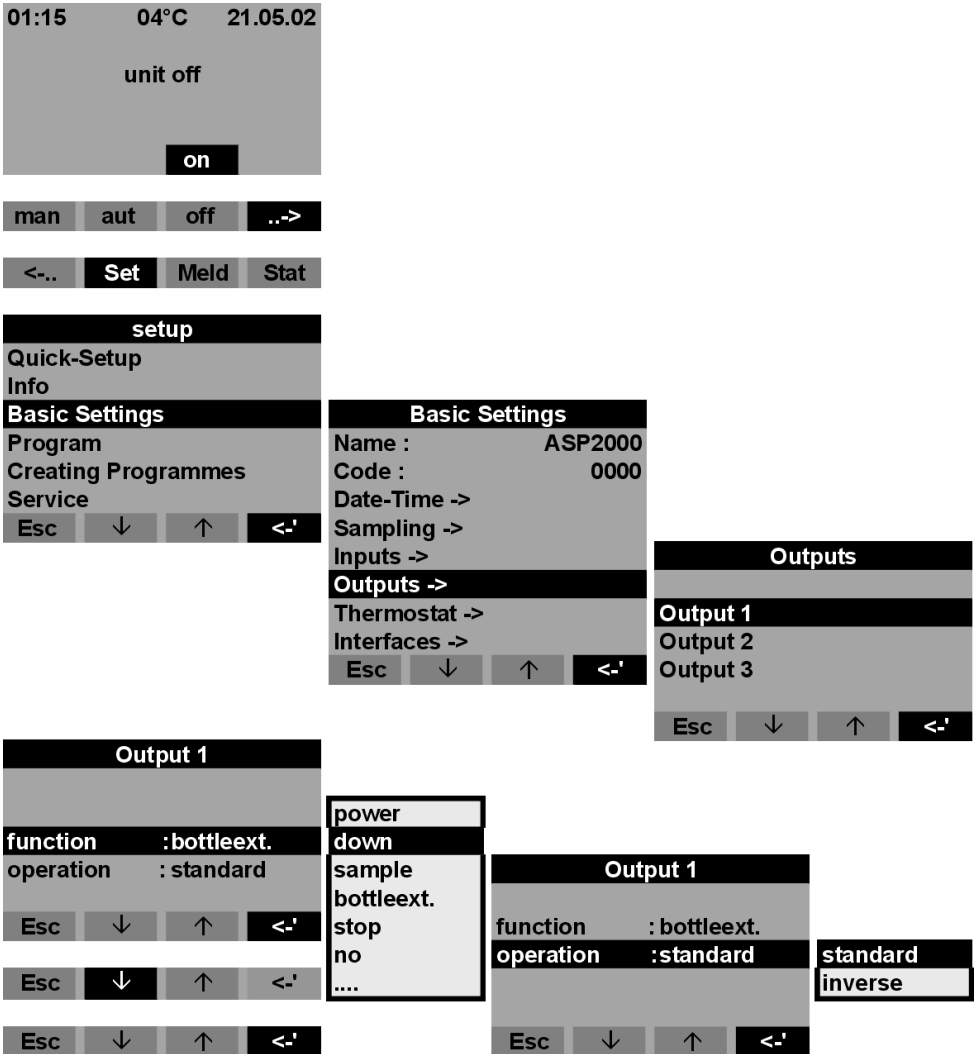 01:15 04°C 21.05.02
unit off
on
man aut off ..->
<-.. Set Meld Stat
setup
Quick-Setup
Info
Basic Settings
Program
Creating Programmes
Service
Esc ↓ ↑ <-'
Basic Settings
Name : ASP2000
Code : 0000
Date-Time ->
Sampling ->
Inputs ->
Outputs ->
Thermostat ->
Interfaces ->
Esc ↓ ↑ <-'
Outputs
Output 1
Output 2
Output 3
Esc ↓ ↑ <-'
Output 1
function :bottleext.
operation : standard
Esc ↓ ↑ <-'
Esc ↓ ↑ <-'
Esc ↓ ↑ <-'
power
down
sample
bottleext.
stop
no
....
Output 1
function : bottleext.
operation :standard
Esc ↓ ↑ <-'
standard
inverse